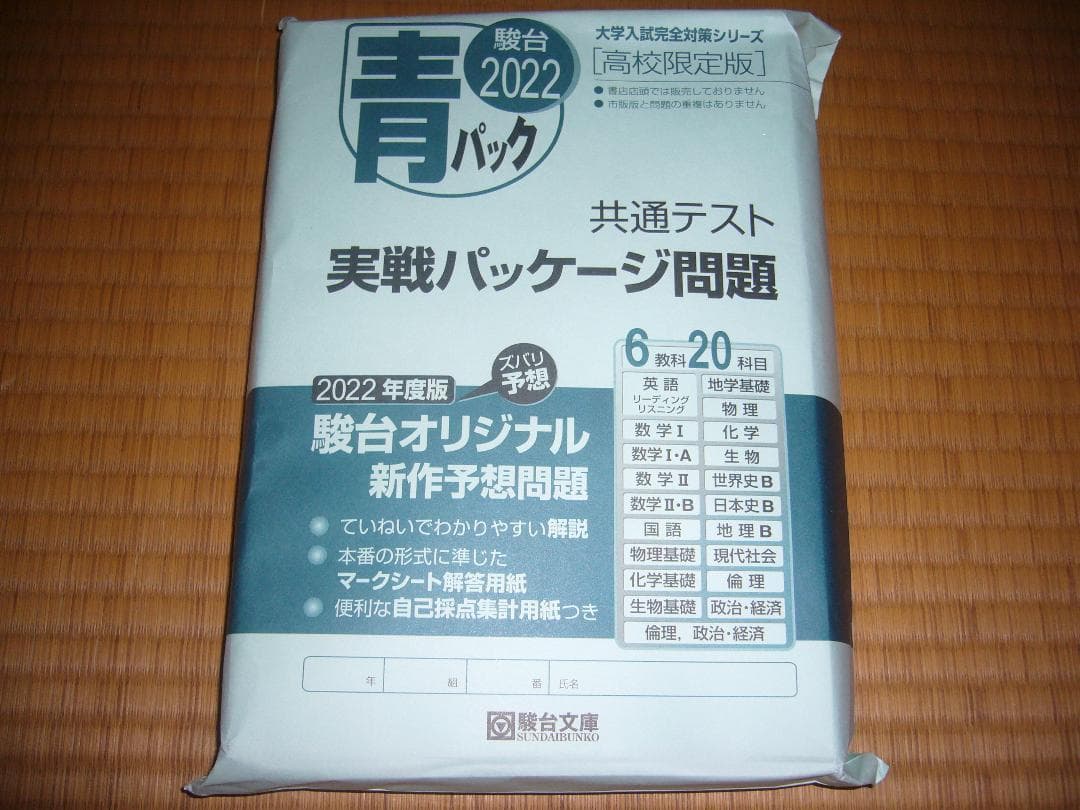 青パック
駿台
2022
大学入試完全対策シリーズ
[高校限定版]
● 書店店頭では販売しておりません
● 市販版と問題の重複はありません
共通テスト
実戦パッケージ問題
6教科20科目
英語
リーディング
リスニング
数学Ⅰ
数学Ⅰ・A
数学Ⅱ
数学Ⅱ・B
国語
物理基礎
化学基礎
生物基礎
地学基礎
物理
化学
生物
世界史B
日本史B
地理B
現代社会
倫理
政治・経済
倫理，政治・経済
ズバリ
予想
2022年度版
駿台オリジナル
新作予想問題
● ていねいでわかりやすい解説
● 本番の形式に準じた
マークシート解答用紙
● 便利な自己採点集計用紙つき
年 組 番 氏名
駿台文庫
SUNDAIBUNKO